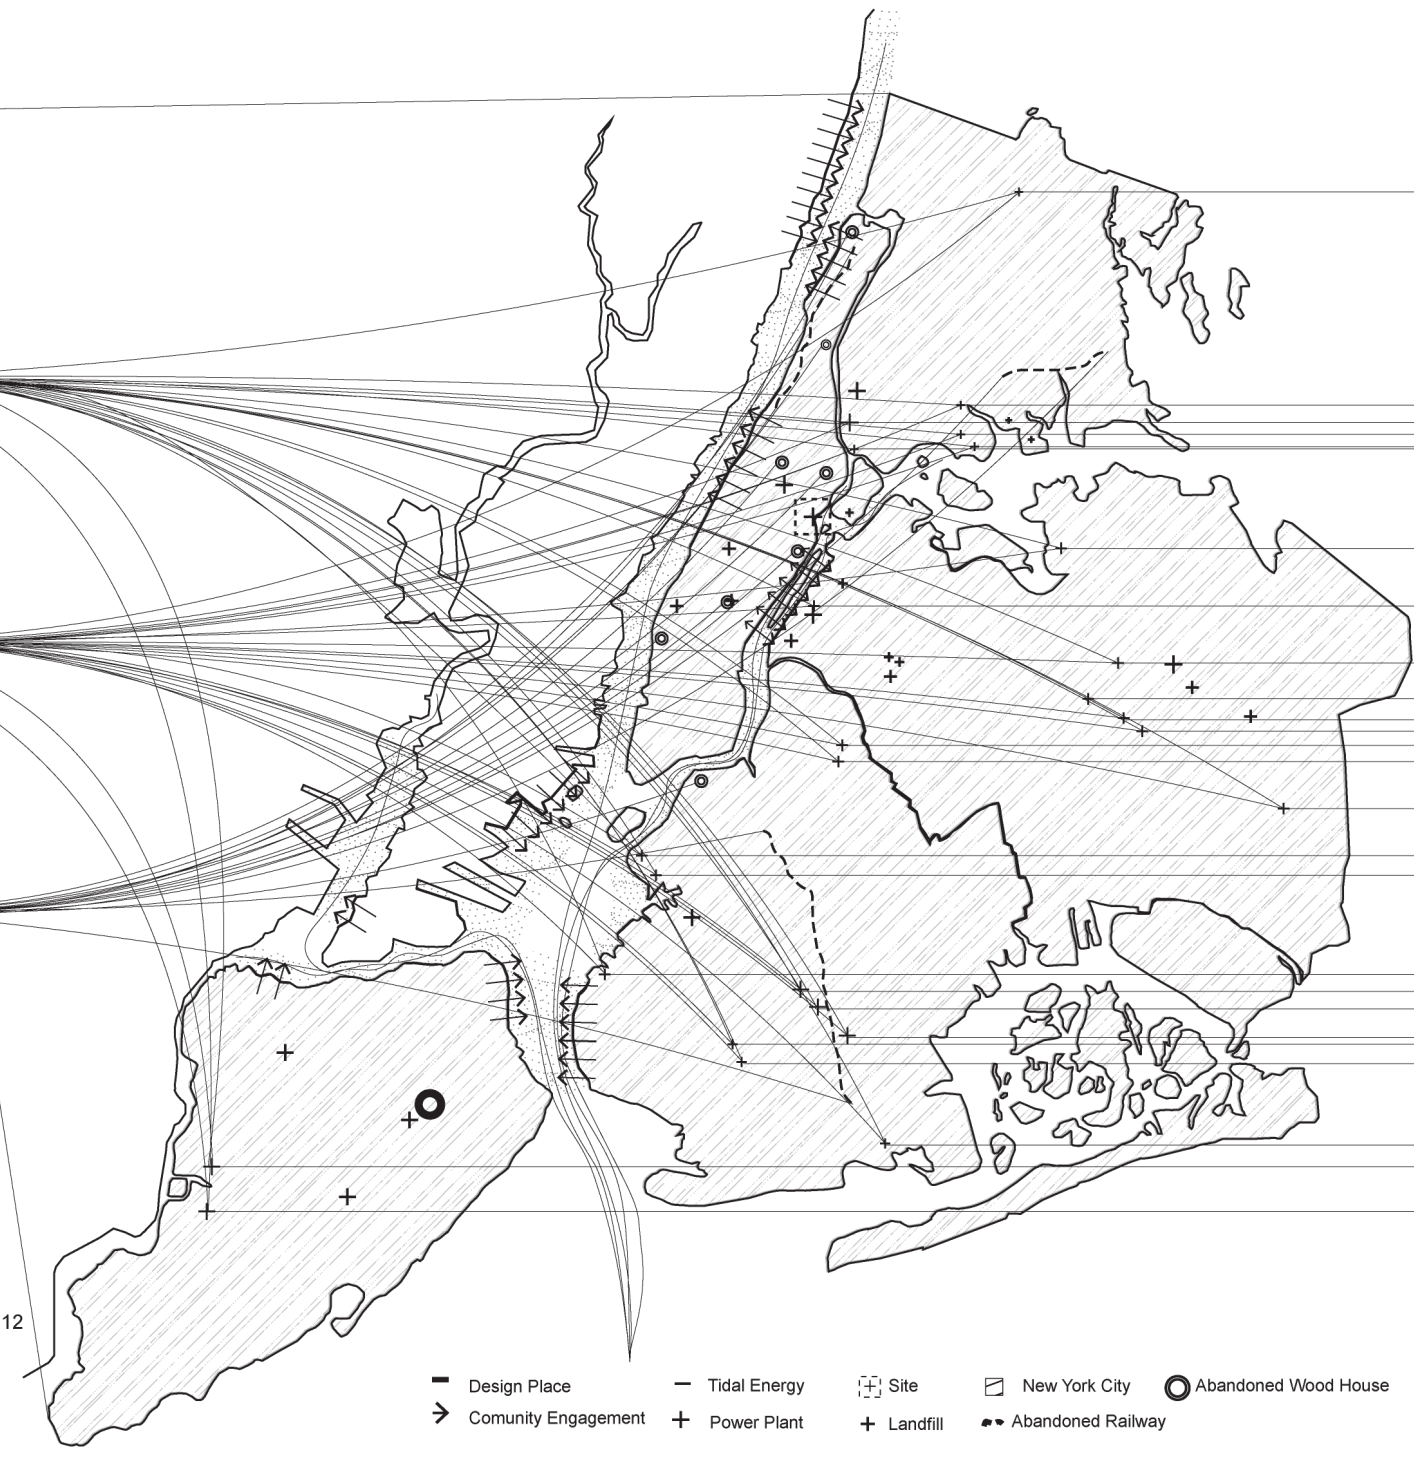 12
Design Place
Tidal Energy
Site
New York City
Abandoned Wood House
Comunity Engagement
Power Plant
Landfill
Abandoned Railway